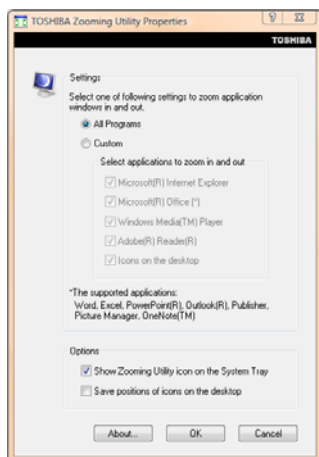 TOSHIBA Zooming Utility Properties
TOSHIBA
Settings
Select one of following settings to zoom application
windows in and out.
All Programs
Custom
Select applications to zoom in and out
Microsoft(R) Internet Explorer
Microsoft(R) Office (*)
Windows Media(TM) Player
Adobe(R) Reader(R)
Icons on the desktop
*The supported applications:
Word, Excel, PowerPoint(R), Outlook(R), Publisher,
Picture Manager, OneNote(TM)
Options
Show Zooming Utility icon on the System Tray
Save positions of icons on the desktop
About... OK Cancel